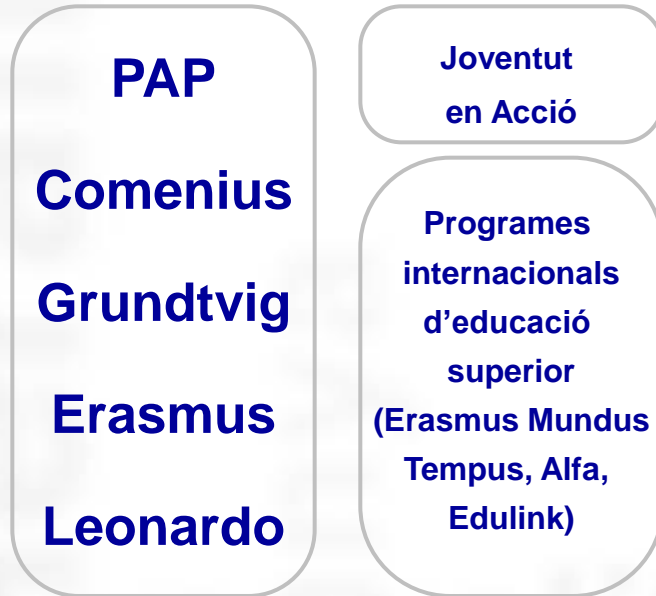 PAP
Comenius
Grundtvig
Erasmus
Leonardo
Joventut
en Acció
Programes
internacionals
d’educació
superior
(Erasmus Mundus
Tempus, Alfa,
Edulink)